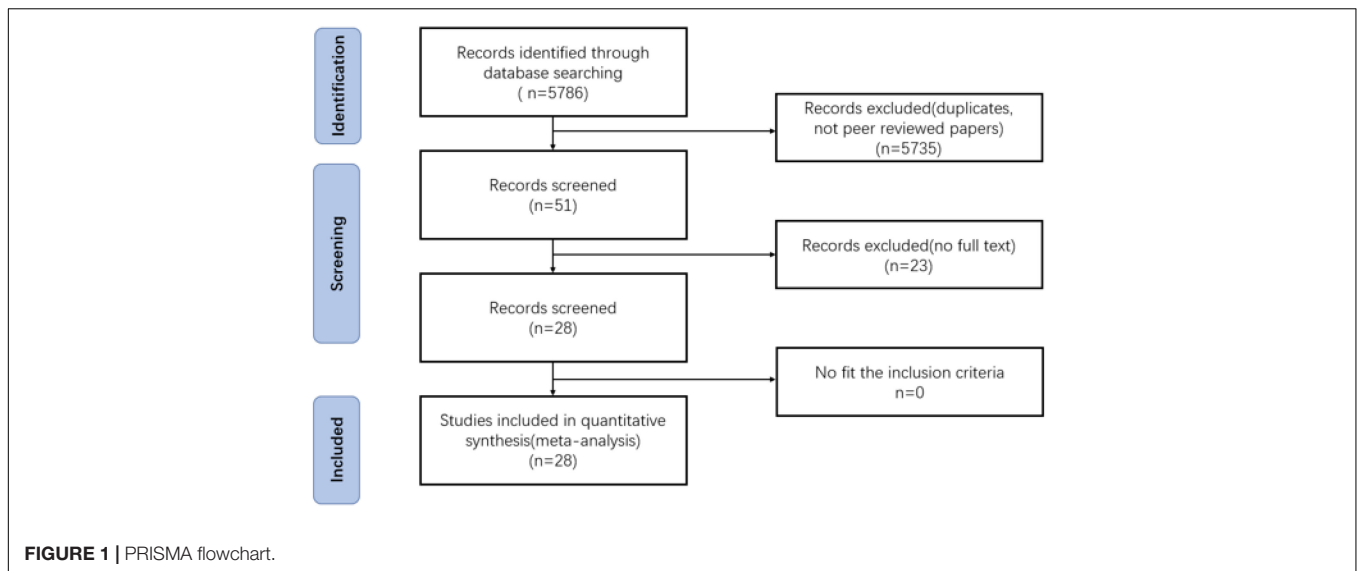 Identification
Records identified through
database searching
( n=5786)
Records excluded(duplicates,
not peer reviewed papers)
(n=5735)
Screening
Records screened
(n=51)
Records excluded(no full text)
(n=23)
Records screened
(n=28)
No fit the inclusion criteria
n=0
Included
Studies included in quantitative
synthesis(meta-analysis)
(n=28)
FIGURE 1 | PRISMA flowchart.